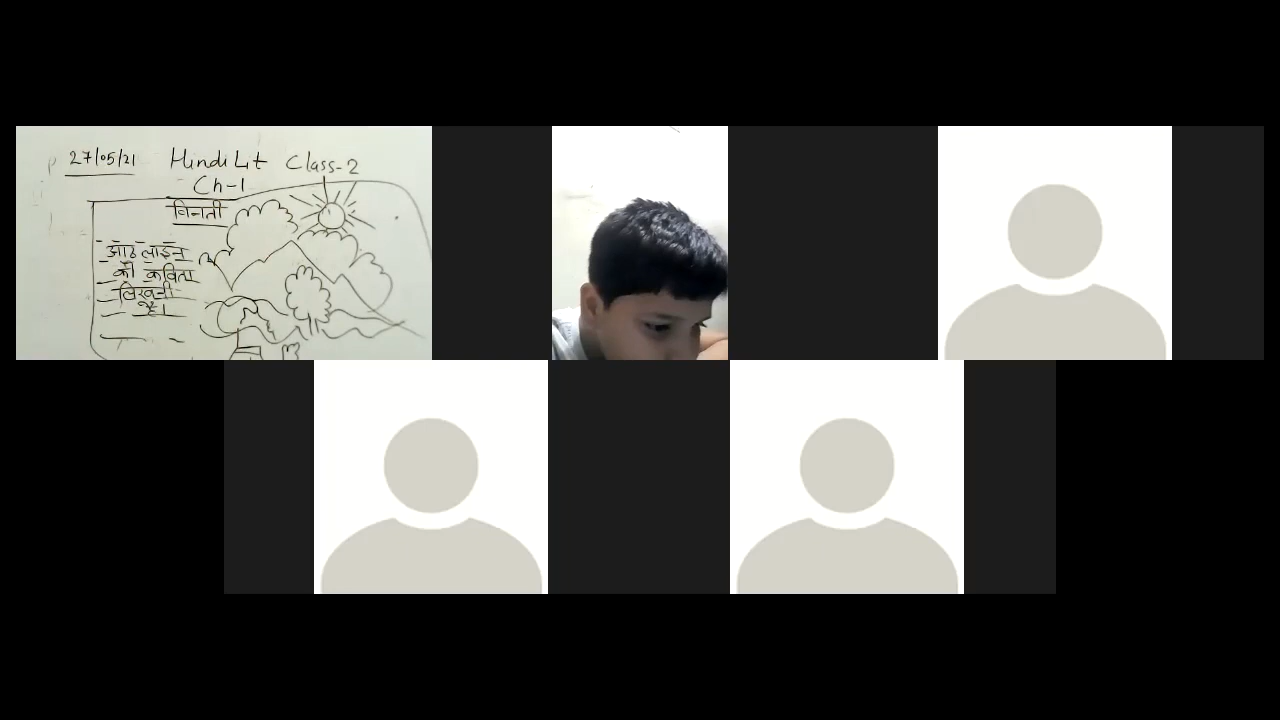 27/05/21 Hindi Lit Class-2
Ch-1
विनती
आठ लाइन
की कविता
लिखनी
है।